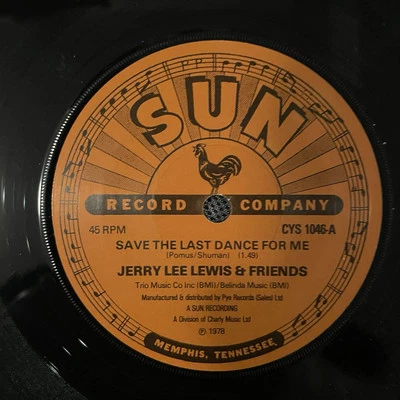 SUN
RECORD COMPANY
45 RPM CYS 1046-A
SAVE THE LAST DANCE FOR ME
(Pomus/Shuman) (1.49)
JERRY LEE LEWIS & FRIENDS
Trio Music Co Inc (BMI)/Belinda Music (BMI)
Manufactured & distributed by Pye Records (Sales) Ltd
A SUN RECORDING
A Division of Charly Music Ltd
℗ 1978
MEMPHIS, TENNESSEE